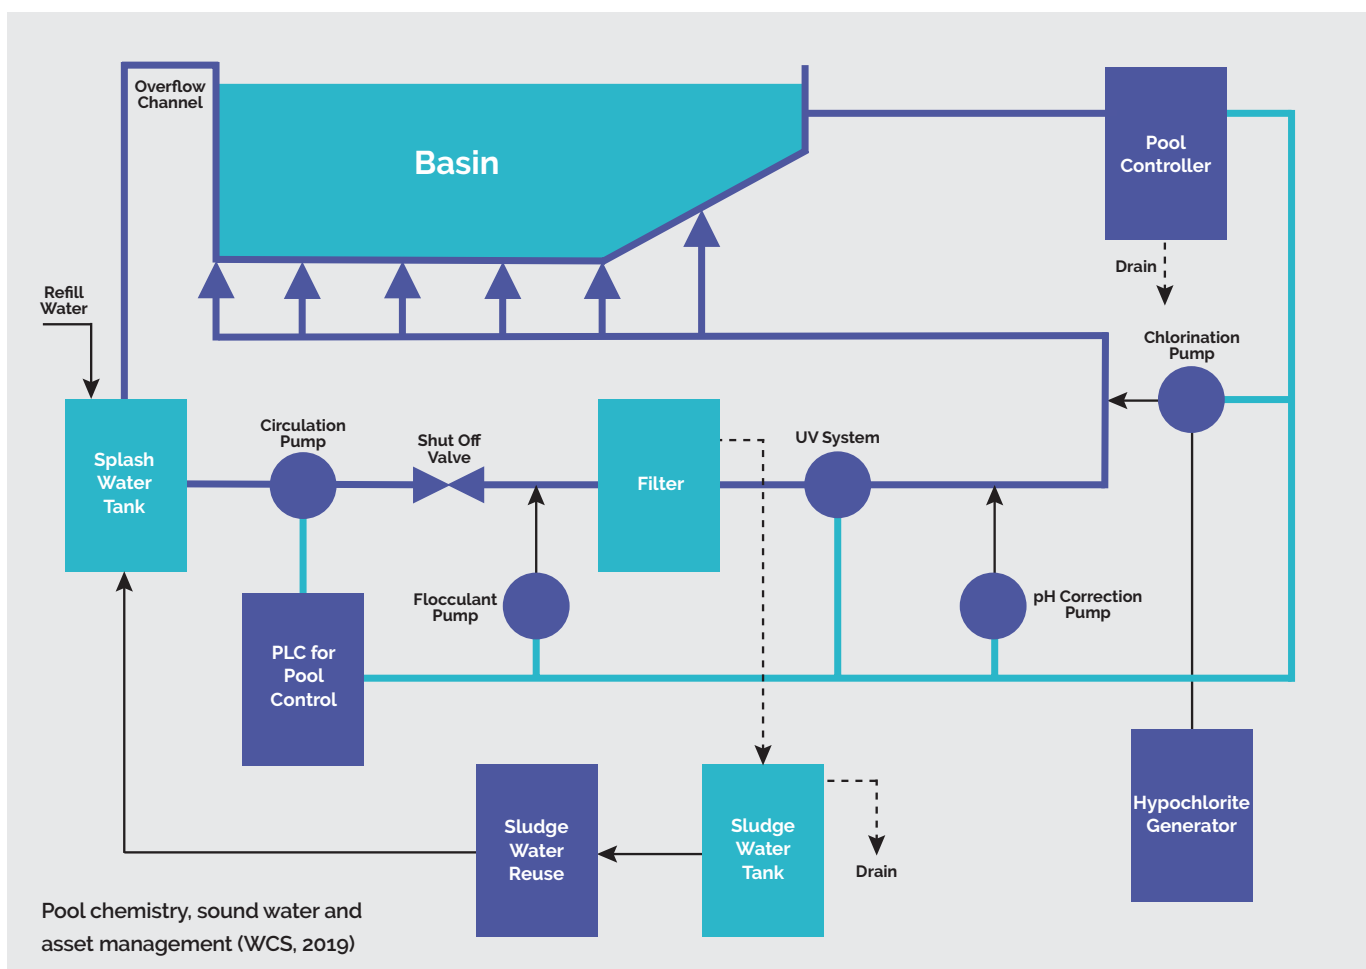 Overflow
Channel
Basin
Pool
Controller
Drain
Refill
Water
Chlorination
Pump
Splash
Water
Tank
Circulation
Pump
Shut Off
Valve
Filter
UV System
Flocculant
Pump
pH Correction
Pump
PLC for
Pool
Control
Sludge
Water
Reuse
Sludge
Water
Tank
Drain
Hypochlorite
Generator
Pool chemistry, sound water and
asset management (WCS, 2019)